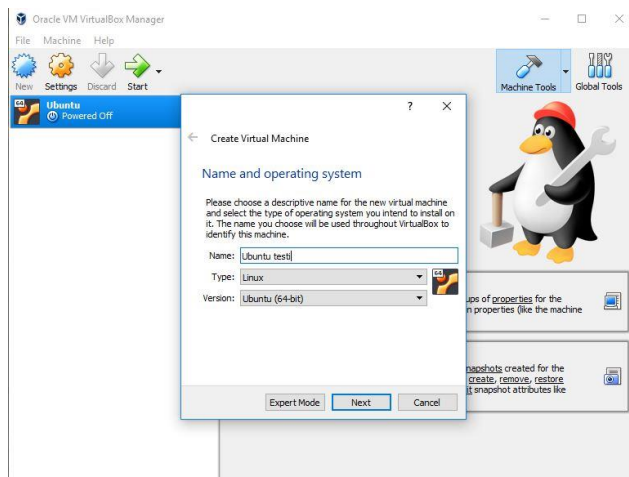 Oracle VM VirtualBox Manager
File Machine Help
New Settings Discard Start
Machine Tools Global Tools
64 Ubuntu
Powered Off
? ×
Create Virtual Machine
Name and operating system
Please choose a descriptive name for the new virtual machine
and select the type of operating system you intend to install on
it. The name you choose will be used throughout VirtualBox to
identify this machine.
Name: Ubuntu testi
Type: Linux
64
Version: Ubuntu (64-bit)
Expert Mode Next Cancel
ups of properties for the
n properties (like the machine
napshots created for the
create, remove, restore
it snapshot attributes like